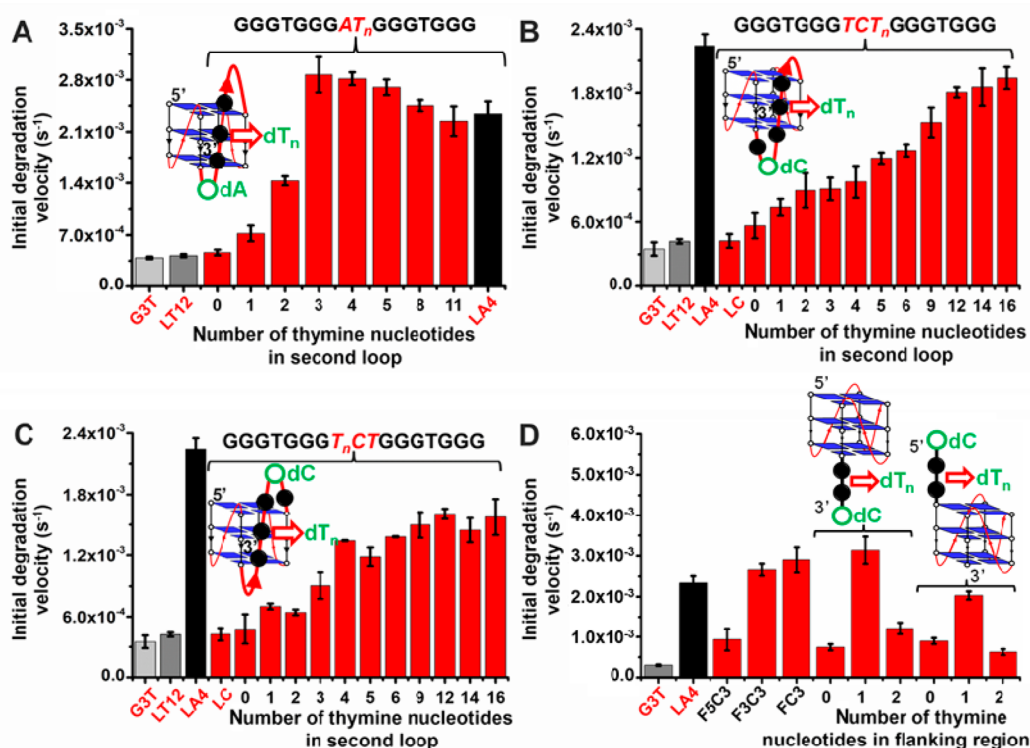 A
GGGTGGGATnGGGTGGG
3.5x10⁻³
2.8x10⁻³
2.1x10⁻³
1.4x10⁻³
7.0x10⁻⁴
0.0
Initial degradation
velocity (s⁻¹)
5'
3'
dTn
dA
G3T LT12 0 1 2 3 4 5 8 11 LA4
Number of thymine nucleotides
in second loop
B
GGGTGGGTCTnGGGTGGG
2.4x10⁻³
1.8x10⁻³
1.2x10⁻³
6.0x10⁻⁴
0.0
Initial degradation
velocity (s⁻¹)
5'
3'
dTn
dC
G3T LT12 LA4 LC 0 1 2 3 4 5 6 9 12 14 16
Number of thymine nucleotides
in second loop
C
GGGTGGGTnCTGGGTGGG
2.4x10⁻³
1.8x10⁻³
1.2x10⁻³
6.0x10⁻⁴
0.0
Initial degradation
velocity (s⁻¹)
dC
5'
3'
dTn
G3T LT12 LA4 LC 0 1 2 3 4 5 6 9 12 14 16
Number of thymine nucleotides
in second loop
D
6.0x10⁻³
5.0x10⁻³
4.0x10⁻³
3.0x10⁻³
2.0x10⁻³
1.0x10⁻³
0.0
Initial degradation
velocity (s⁻¹)
5'
dTn
3'
dC
5'
dC
dTn
3'
G3T LA4 F5C3 F3C3 FC3 0 1 2 0 1 2
Number of thymine
nucleotides in flanking region